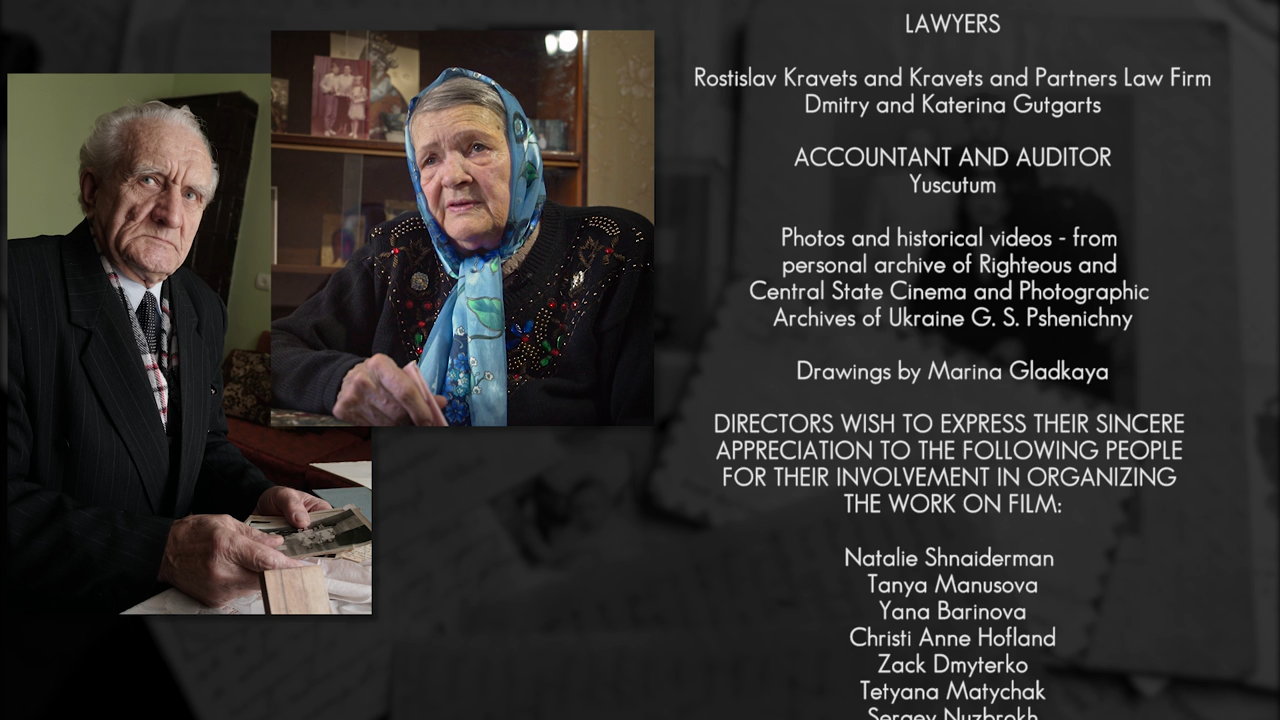 LAWYERS
Rostislav Kravets and Kravets and Partners Law Firm
Dmitry and Katerina Gutgarts
ACCOUNTANT AND AUDITOR
Yuscutum
Photos and historical videos - from
personal archive of Righteous and
Central State Cinema and Photographic
Archives of Ukraine G. S. Pshenichny
Drawings by Marina Gladkaya
DIRECTORS WISH TO EXPRESS THEIR SINCERE
APPRECIATION TO THE FOLLOWING PEOPLE
FOR THEIR INVOLVEMENT IN ORGANIZING
THE WORK ON FILM:
Natalie Shnaiderman
Tanya Manusova
Yana Barinova
Christi Anne Hofland
Zack Dmyterko
Tetyana Matychak
Sergey Nuzbrokh